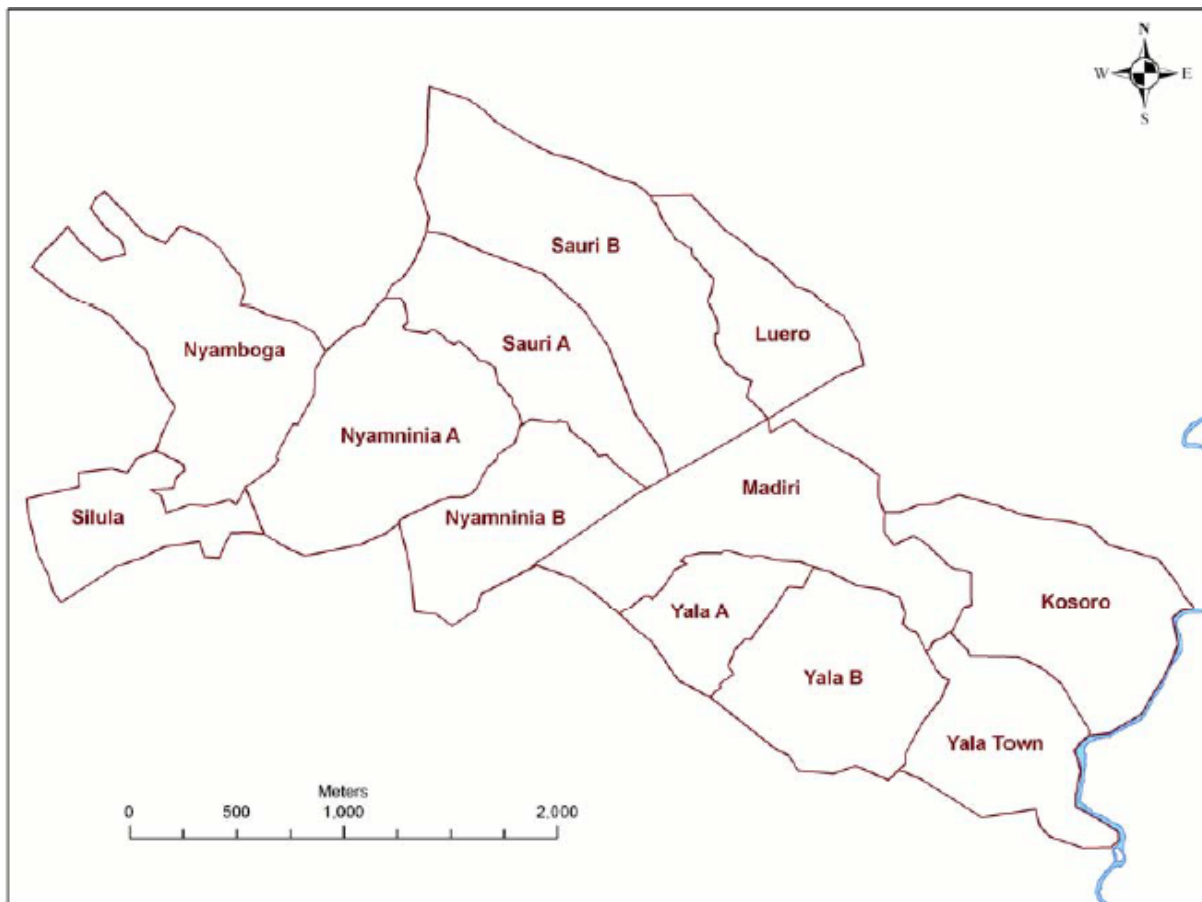 N
W E
S
Sauri B
Luero
Sauri A
Nyamboga
Nyamninia A
Madiri
Silula
Nyamninia B
Kosoro
Yala A
Yala B
Yala Town
Meters
0 500 1,000 2,000